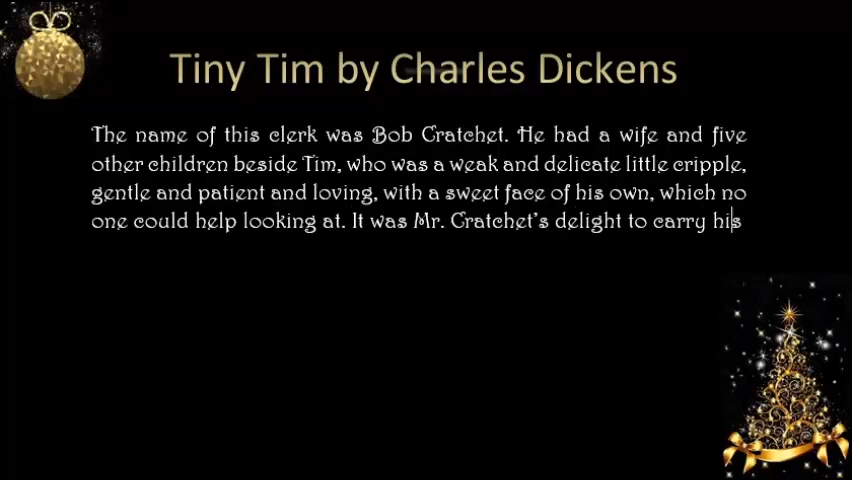 Tiny Tim by Charles Dickens
The name of this clerk was Bob Cratchet. He had a wife and five
other children beside Tim, who was a weak and delicate little cripple,
gentle and patient and loving, with a sweet face of his own, which no
one could help looking at. It was Mr. Cratchet’s delight to carry his